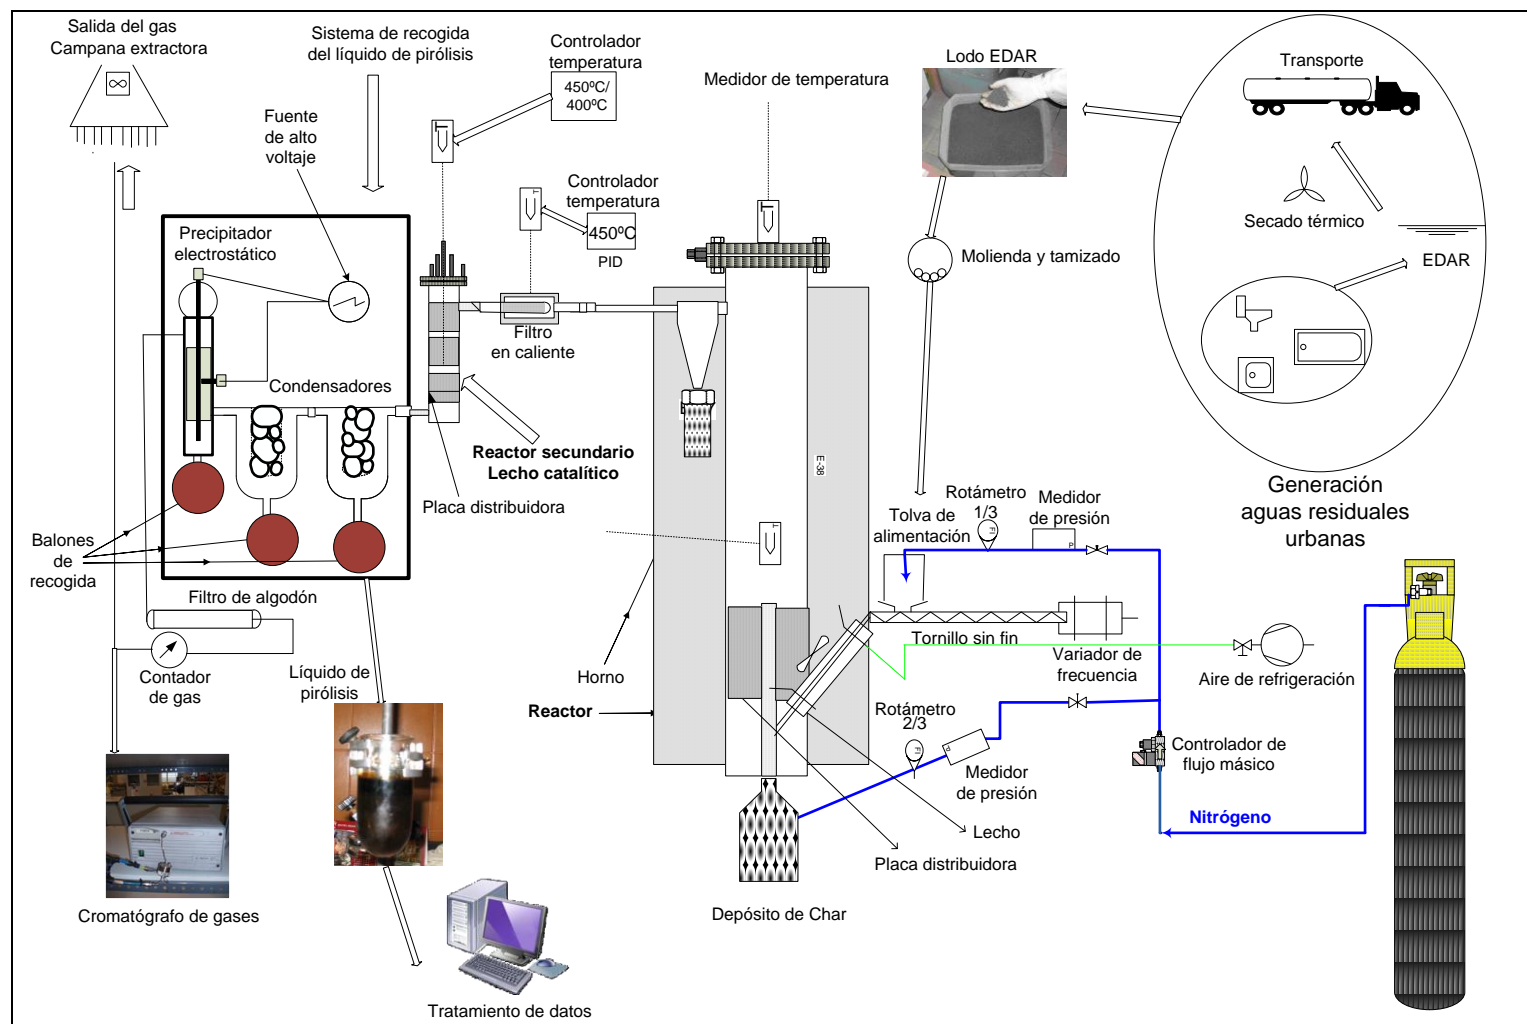 Salida del gas
Campana extractora
Sistema de recogida
del líquido de pirólisis
Controlador
temperatura
450ºC/
400ºC
T
Fuente
de alto
voltaje
Controlador
temperatura
T
450ºC
PID
Medidor de temperatura
T
Lodo EDAR
Transporte
Secado térmico
EDAR
Molienda y tamizado
Generación
aguas residuales
urbanas
Precipitador
electrostático
Condensadores
Filtro
en caliente
Reactor secundario
Lecho catalítico
Placa distribuidora
E-38
T
Balones
de
recogida
Filtro de algodón
Contador
de gas
Líquido de
pirólisis
Horno
Reactor
Tolva de
alimentación
Rotámetro
1/3
FI
Medidor
de presión
P
Tornillo sin fin
Variador de
frecuencia
Aire de refrigeración
Rotámetro
2/3
FI
P
Medidor
de presión
Controlador de
flujo másico
Nitrógeno
Lecho
Placa distribuidora
Depósito de Char
Cromatógrafo de gases
Tratamiento de datos